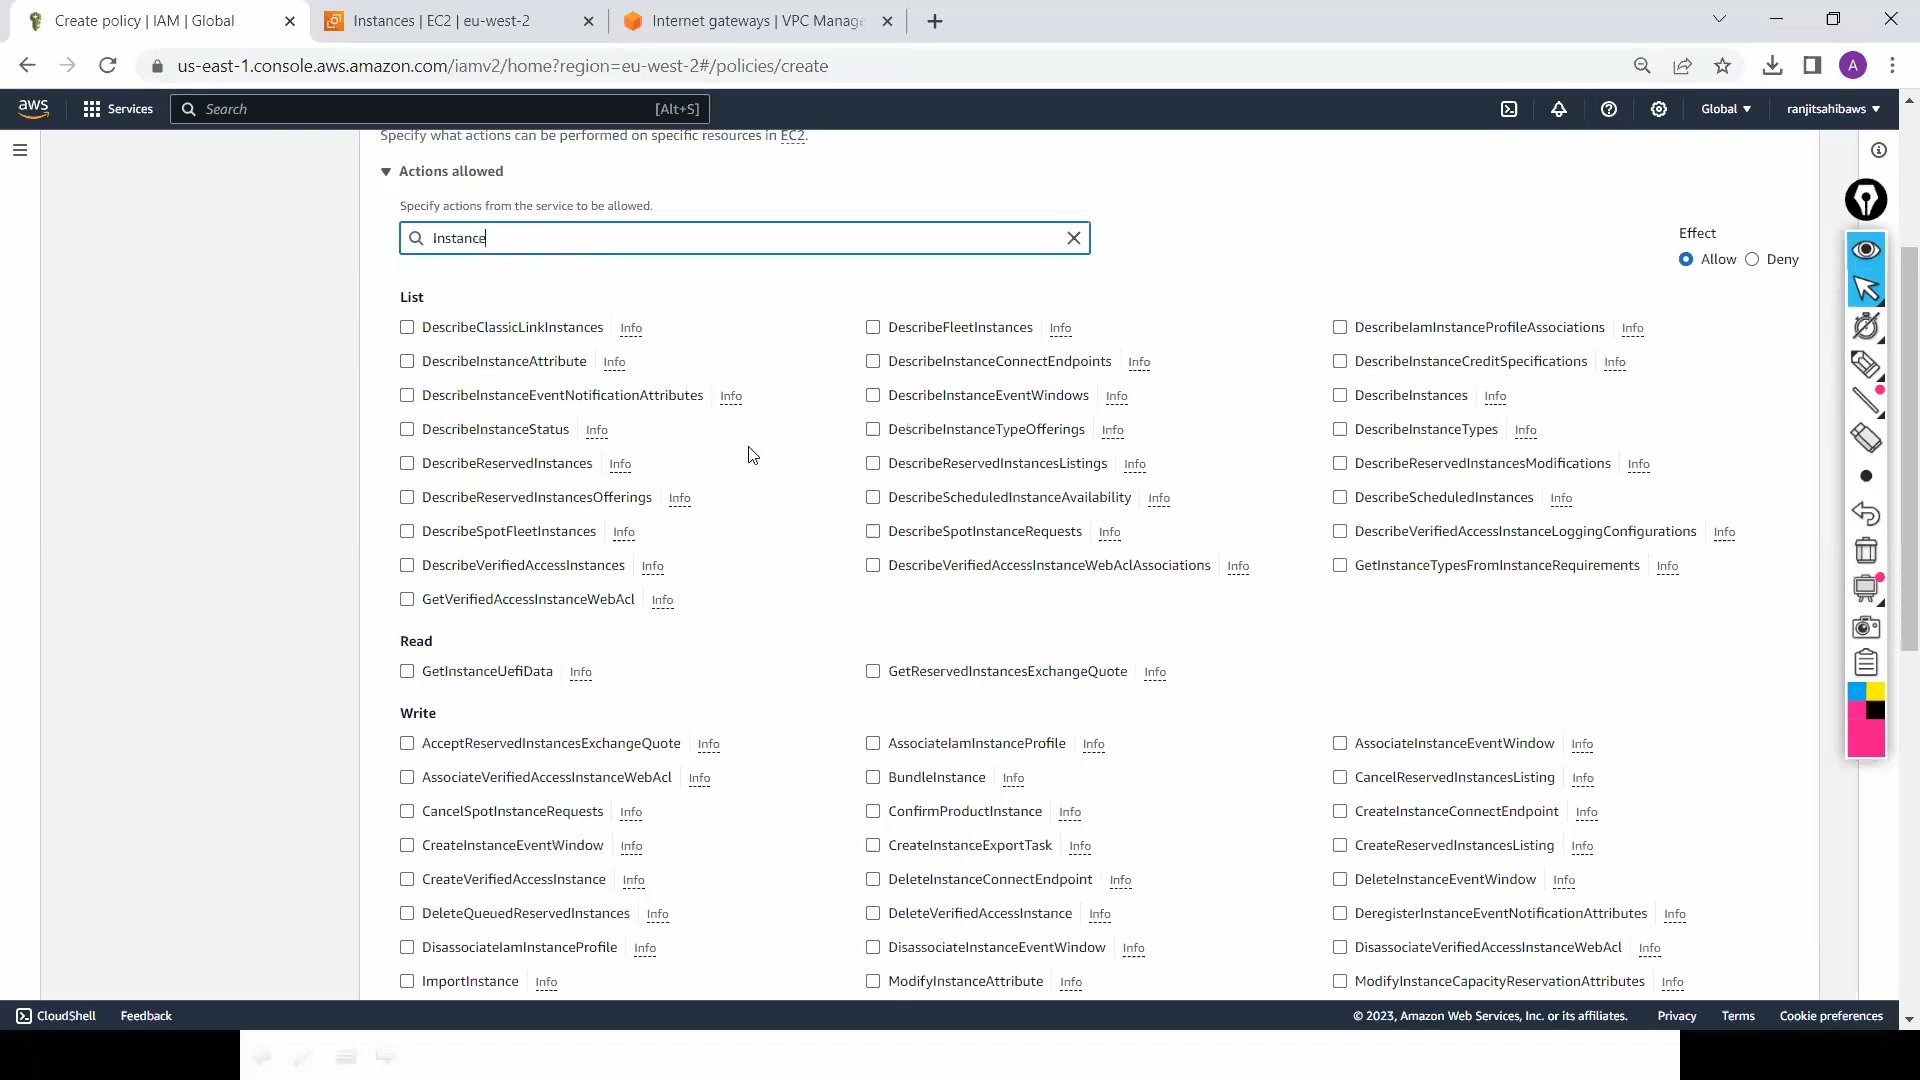 Create policy | IAM | Global
Instances | EC2 | eu-west-2
Internet gateways | VPC Manage
us-east-1.console.aws.amazon.com/iamv2/home?region=eu-west-2#/policies/create
A
aws
Services
Search
[Alt+S]
Global
ranjitsahibaws
Specify what actions can be performed on specific resources in EC2.
Actions allowed
Specify actions from the service to be allowed.
Instance
Effect
Allow
Deny
List
DescribeClassicLinkInstances Info DescribeFleetInstances Info DescribeIamInstanceProfileAssociations Info
DescribeInstanceAttribute Info DescribeInstanceConnectEndpoints Info DescribeInstanceCreditSpecifications Info
DescribeInstanceEventNotificationAttributes Info DescribeInstanceEventWindows Info DescribeInstances Info
DescribeInstanceStatus Info DescribeInstanceTypeOfferings Info DescribeInstanceTypes Info
DescribeReservedInstances Info DescribeReservedInstancesListings Info DescribeReservedInstancesModifications Info
DescribeReservedInstancesOfferings Info DescribeScheduledInstanceAvailability Info DescribeScheduledInstances Info
DescribeSpotFleetInstances Info DescribeSpotInstanceRequests Info DescribeVerifiedAccessInstanceLoggingConfigurations Info
DescribeVerifiedAccessInstances Info DescribeVerifiedAccessInstanceWebAclAssociations Info GetInstanceTypesFromInstanceRequirements Info
GetVerifiedAccessInstanceWebAcl Info
Read
GetInstanceUefiData Info GetReservedInstancesExchangeQuote Info
Write
AcceptReservedInstancesExchangeQuote Info AssociateIamInstanceProfile Info AssociateInstanceEventWindow Info
AssociateVerifiedAccessInstanceWebAcl Info BundleInstance Info CancelReservedInstancesListing Info
CancelSpotInstanceRequests Info ConfirmProductInstance Info CreateInstanceConnectEndpoint Info
CreateInstanceEventWindow Info CreateInstanceExportTask Info CreateReservedInstancesListing Info
CreateVerifiedAccessInstance Info DeleteInstanceConnectEndpoint Info DeleteInstanceEventWindow Info
DeleteQueuedReservedInstances Info DeleteVerifiedAccessInstance Info DeregisterInstanceEventNotificationAttributes Info
DisassociateIamInstanceProfile Info DisassociateInstanceEventWindow Info DisassociateVerifiedAccessInstanceWebAcl Info
ImportInstance Info ModifyInstanceAttribute Info ModifyInstanceCapacityReservationAttributes Info
CloudShell Feedback © 2023, Amazon Web Services, Inc. or its affiliates. Privacy Terms Cookie preferences